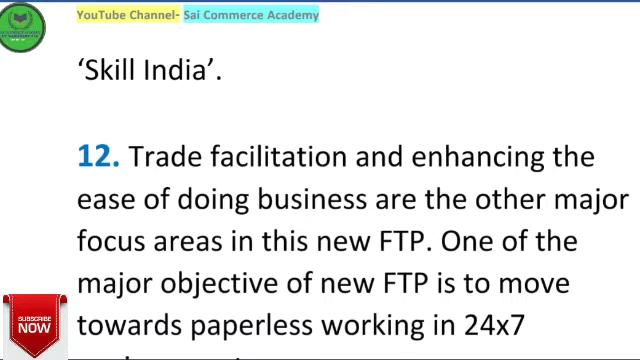 YouTube Channel- Sai Commerce Academy
‘Skill India’.
12. Trade facilitation and enhancing the
ease of doing business are the other major
focus areas in this new FTP. One of the
major objective of new FTP is to move
towards paperless working in 24x7
SUBSCRIBE
NOW